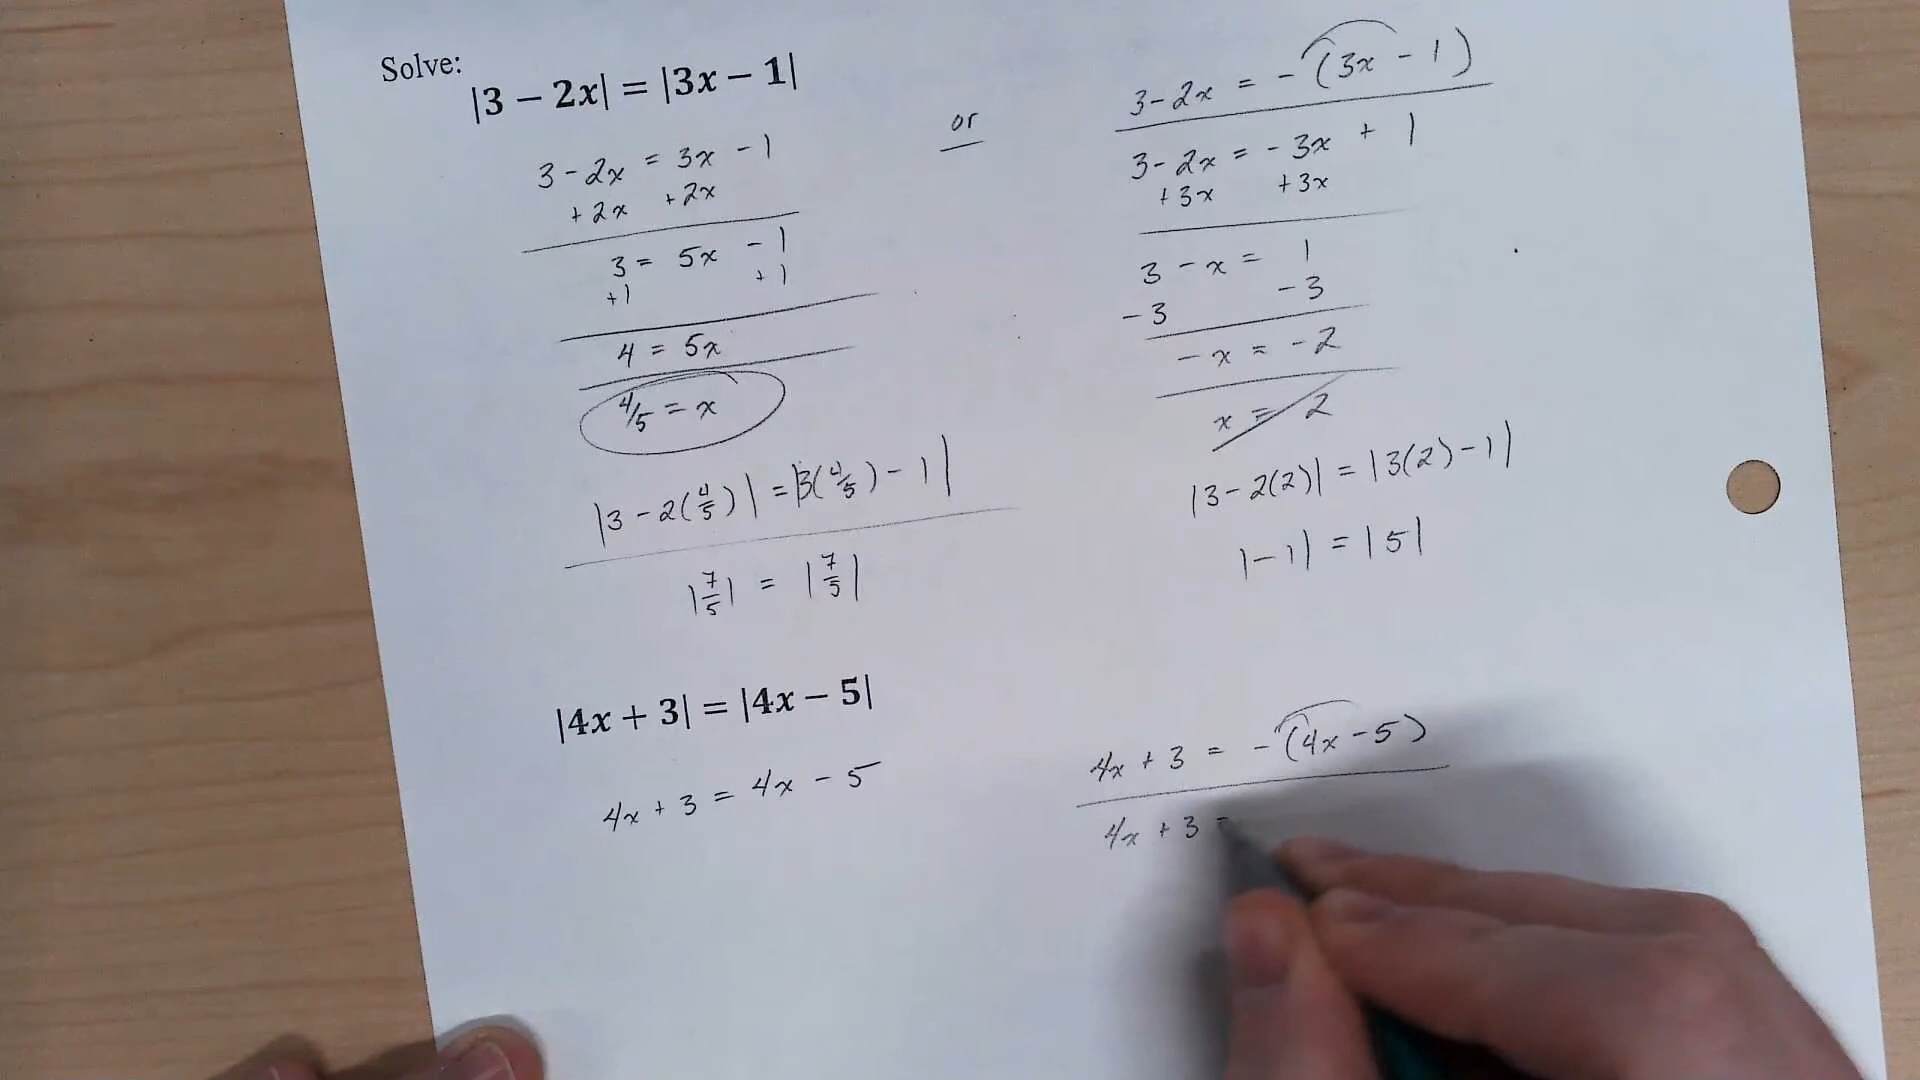 Solve:
|3 − 2x| = |3x − 1|
3 - 2x = 3x - 1
+ 2x + 2x
3 = 5x - 1
+1 + 1
4 = 5x
4/5 = x
|3 - 2(4/5)| = |3(4/5) - 1|
|7/5| = |7/5|
or
3 - 2x = - (3x - 1)
3 - 2x = - 3x + 1
+ 3x + 3x
3 - x = 1
- 3 - 3
- x = - 2
x = 2
|3 - 2(2)| = |3(2) - 1|
|-1| = |5|
|4x + 3| = |4x − 5|
4x + 3 = 4x - 5
4x + 3 = - (4x - 5)
4x + 3 =